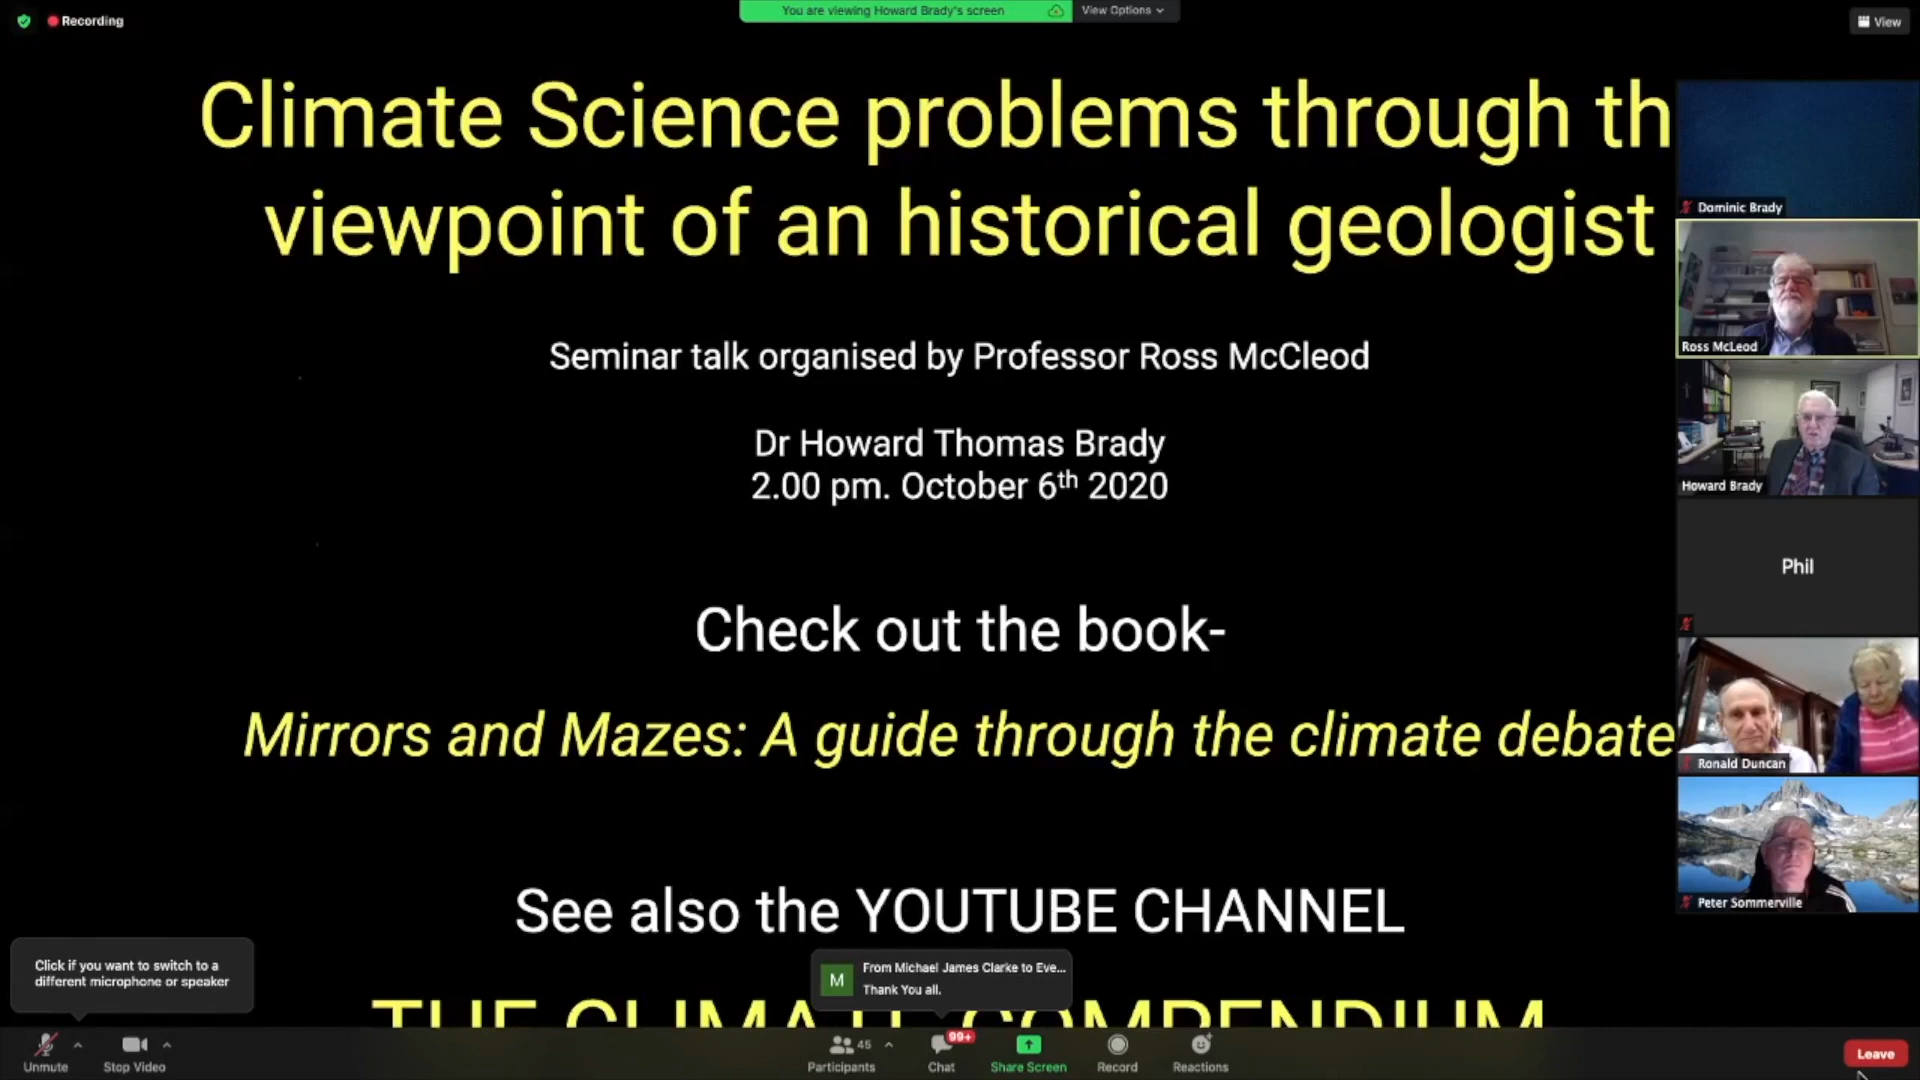 Recording
You are viewing Howard Brady's screen
View Options
View
Climate Science problems through th
viewpoint of an historical geologist
Seminar talk organised by Professor Ross McCleod
Dr Howard Thomas Brady
2.00 pm. October 6th 2020
Check out the book-
Mirrors and Mazes: A guide through the climate debate
See also the YOUTUBE CHANNEL
THE CLIMATE COMPENDIUM
Dominic Brady
Ross McLeod
Howard Brady
Phil
Ronald Duncan
Peter Sommerville
Click if you want to switch to a
different microphone or speaker
M
From Michael James Clarke to Eve...
Thank You all.
Unmute
Stop Video
45
Participants
99+
Chat
Share Screen
Record
Reactions
Leave